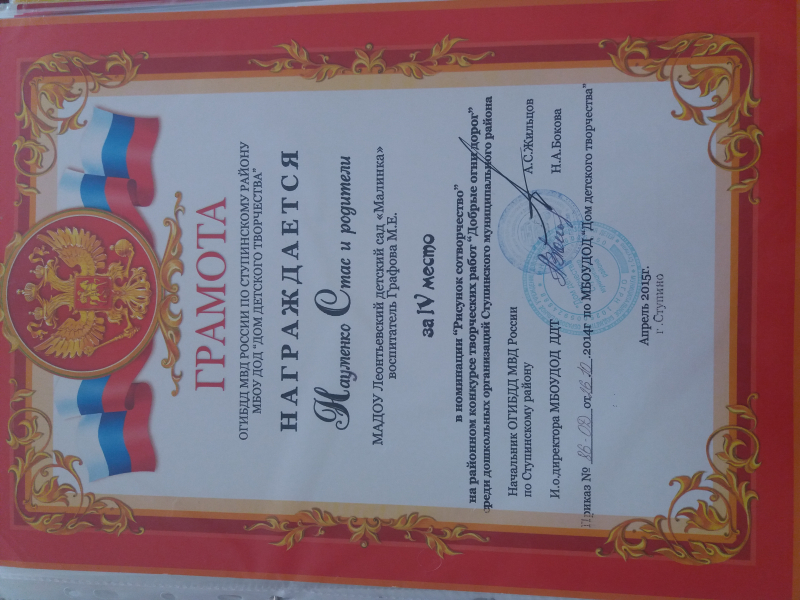 ГРАМОТА
ОГИБДД МВД РОССИИ ПО СТУПИНСКОМУ РАЙОНУ
МБОУ ДОД "ДОМ ДЕТСКОГО ТВОРЧЕСТВА"
НАГРАЖДАЕТСЯ
Науменко Стас и родители
МАДОУ Леонтьевский детский сад «Малинка»
воспитатель Графова М.Е.
за IV место
в номинации "Рисунок сотворчество"
на районном конкурсе творческих работ "Добрые огни дорог"
среди дошкольных организаций Ступинского муниципального района
Начальник ОГИБДД МВД России
по Ступинскому району А.С.Жильцов
И.о.директора МБОУДОД ДДТ Н.А.Бокова
Приказ № от 2014г по МБОУДОД "Дом детского творчества"
Апрель 2015г.
г.Ступино